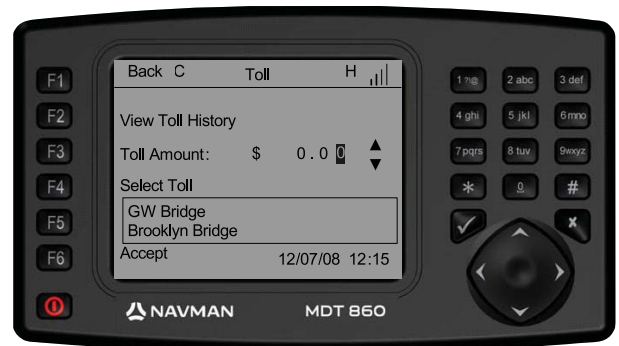 Back C Toll H
View Toll History
Toll Amount: $ 0.00
Select Toll
GW Bridge
Brooklyn Bridge
Accept 12/07/08 12:15
F1
F2
F3
F4
F5
F6
1 ?!@ 2 abc 3 def
4 ghi 5 jkl 6 mno
7 pqrs 8 tuv 9wxyz
* 0 #
NAVMAN MDT 860